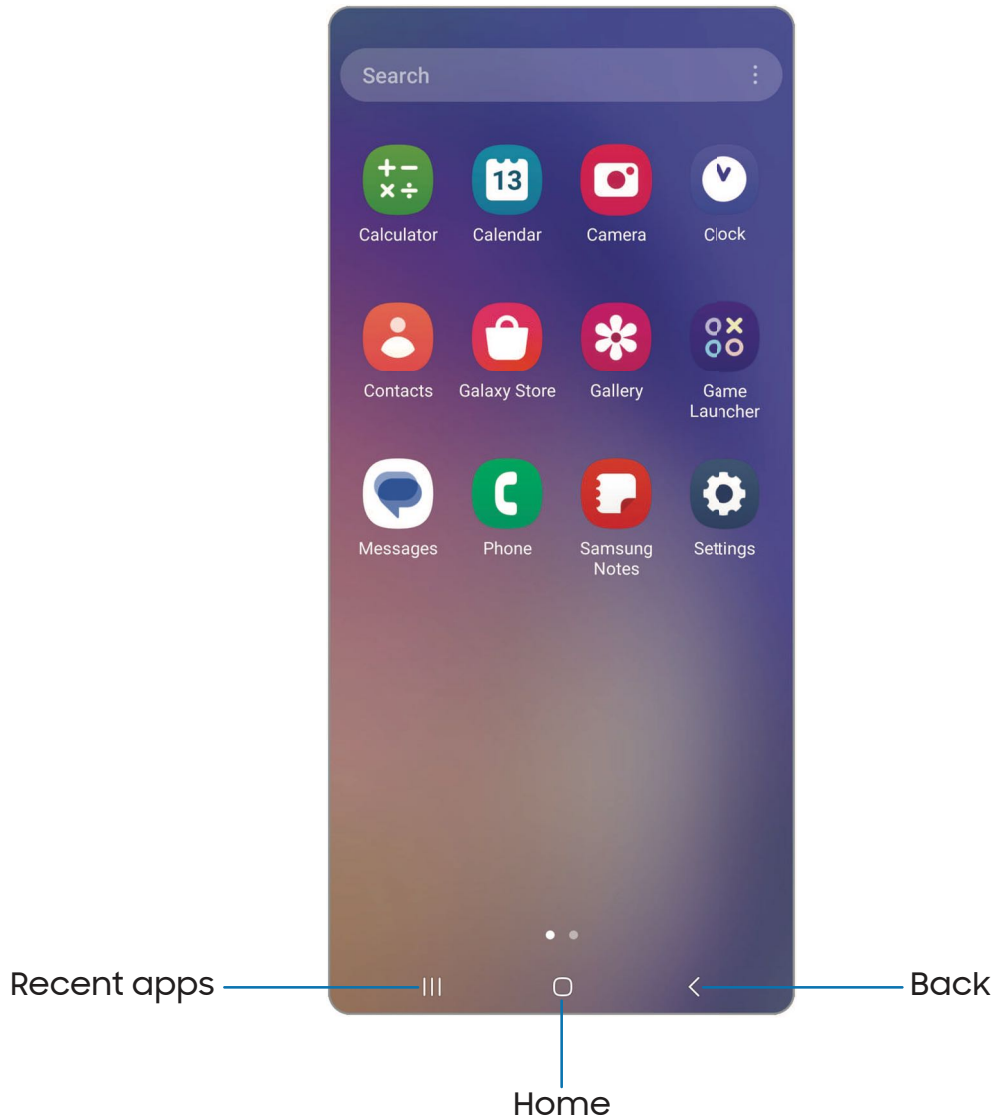 Search
13
Calculator Calendar Camera Clock
Contacts Galaxy Store Gallery Game
Launcher
Messages Phone Samsung Settings
Notes
Recent apps Back
Home